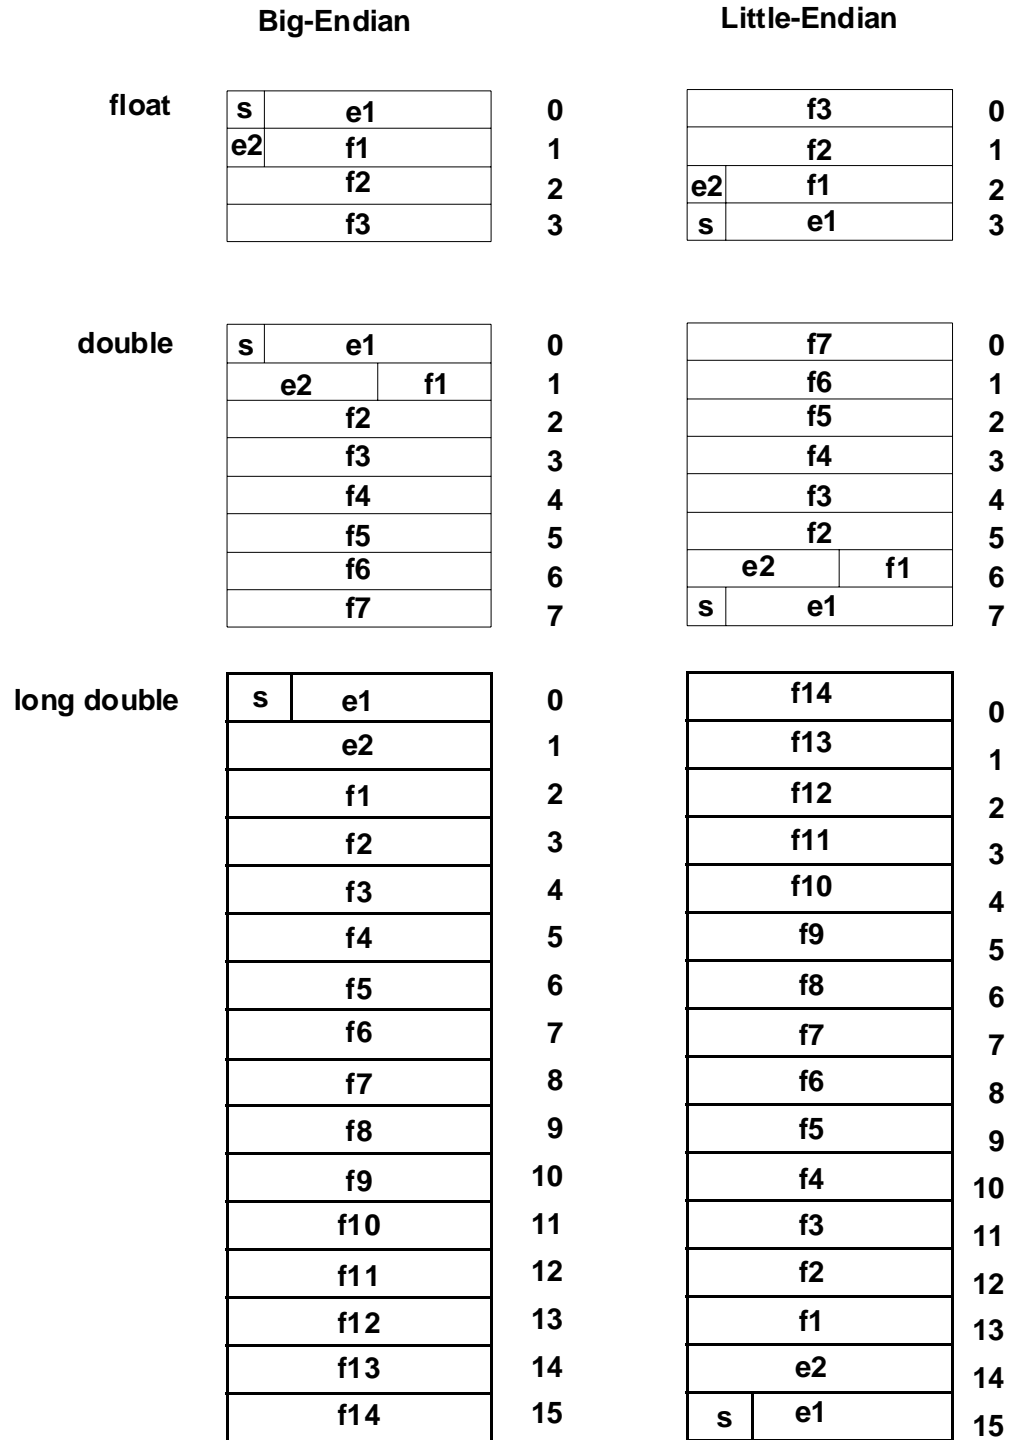 Big-Endian Little-Endian
float s e1 0 f3 0
e2 f1 1 f2 1
f2 2 e2 f1 2
f3 3 s e1 3
double s e1 0 f7 0
e2 f1 1 f6 1
f2 2 f5 2
f3 3 f4 3
f4 4 f3 4
f5 5 f2 5
f6 6 e2 f1 6
f7 7 s e1 7
long double s e1 0 f14 0
e2 1 f13 1
f1 2 f12 2
f2 3 f11 3
f3 4 f10 4
f4 5 f9 5
f5 6 f8 6
f6 7 f7 7
f7 8 f6 8
f8 9 f5 9
f9 10 f4 10
f10 11 f3 11
f11 12 f2 12
f12 13 f1 13
f13 14 e2 14
f14 15 s e1 15